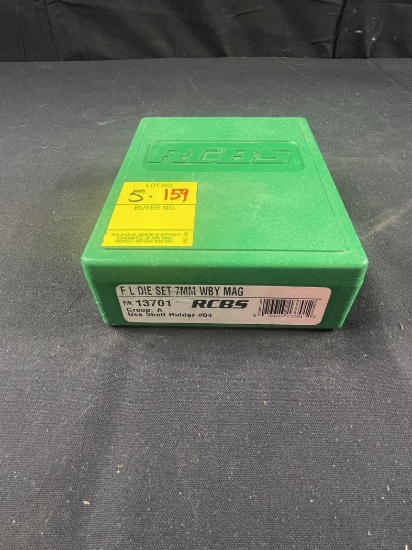 RCBS
LOT NO.
5. 159
BUYER NO.
F L DIE SET 7MM WBY MAG
P/N. 13701 RCBS
Group: A
Use Shell Holder #04